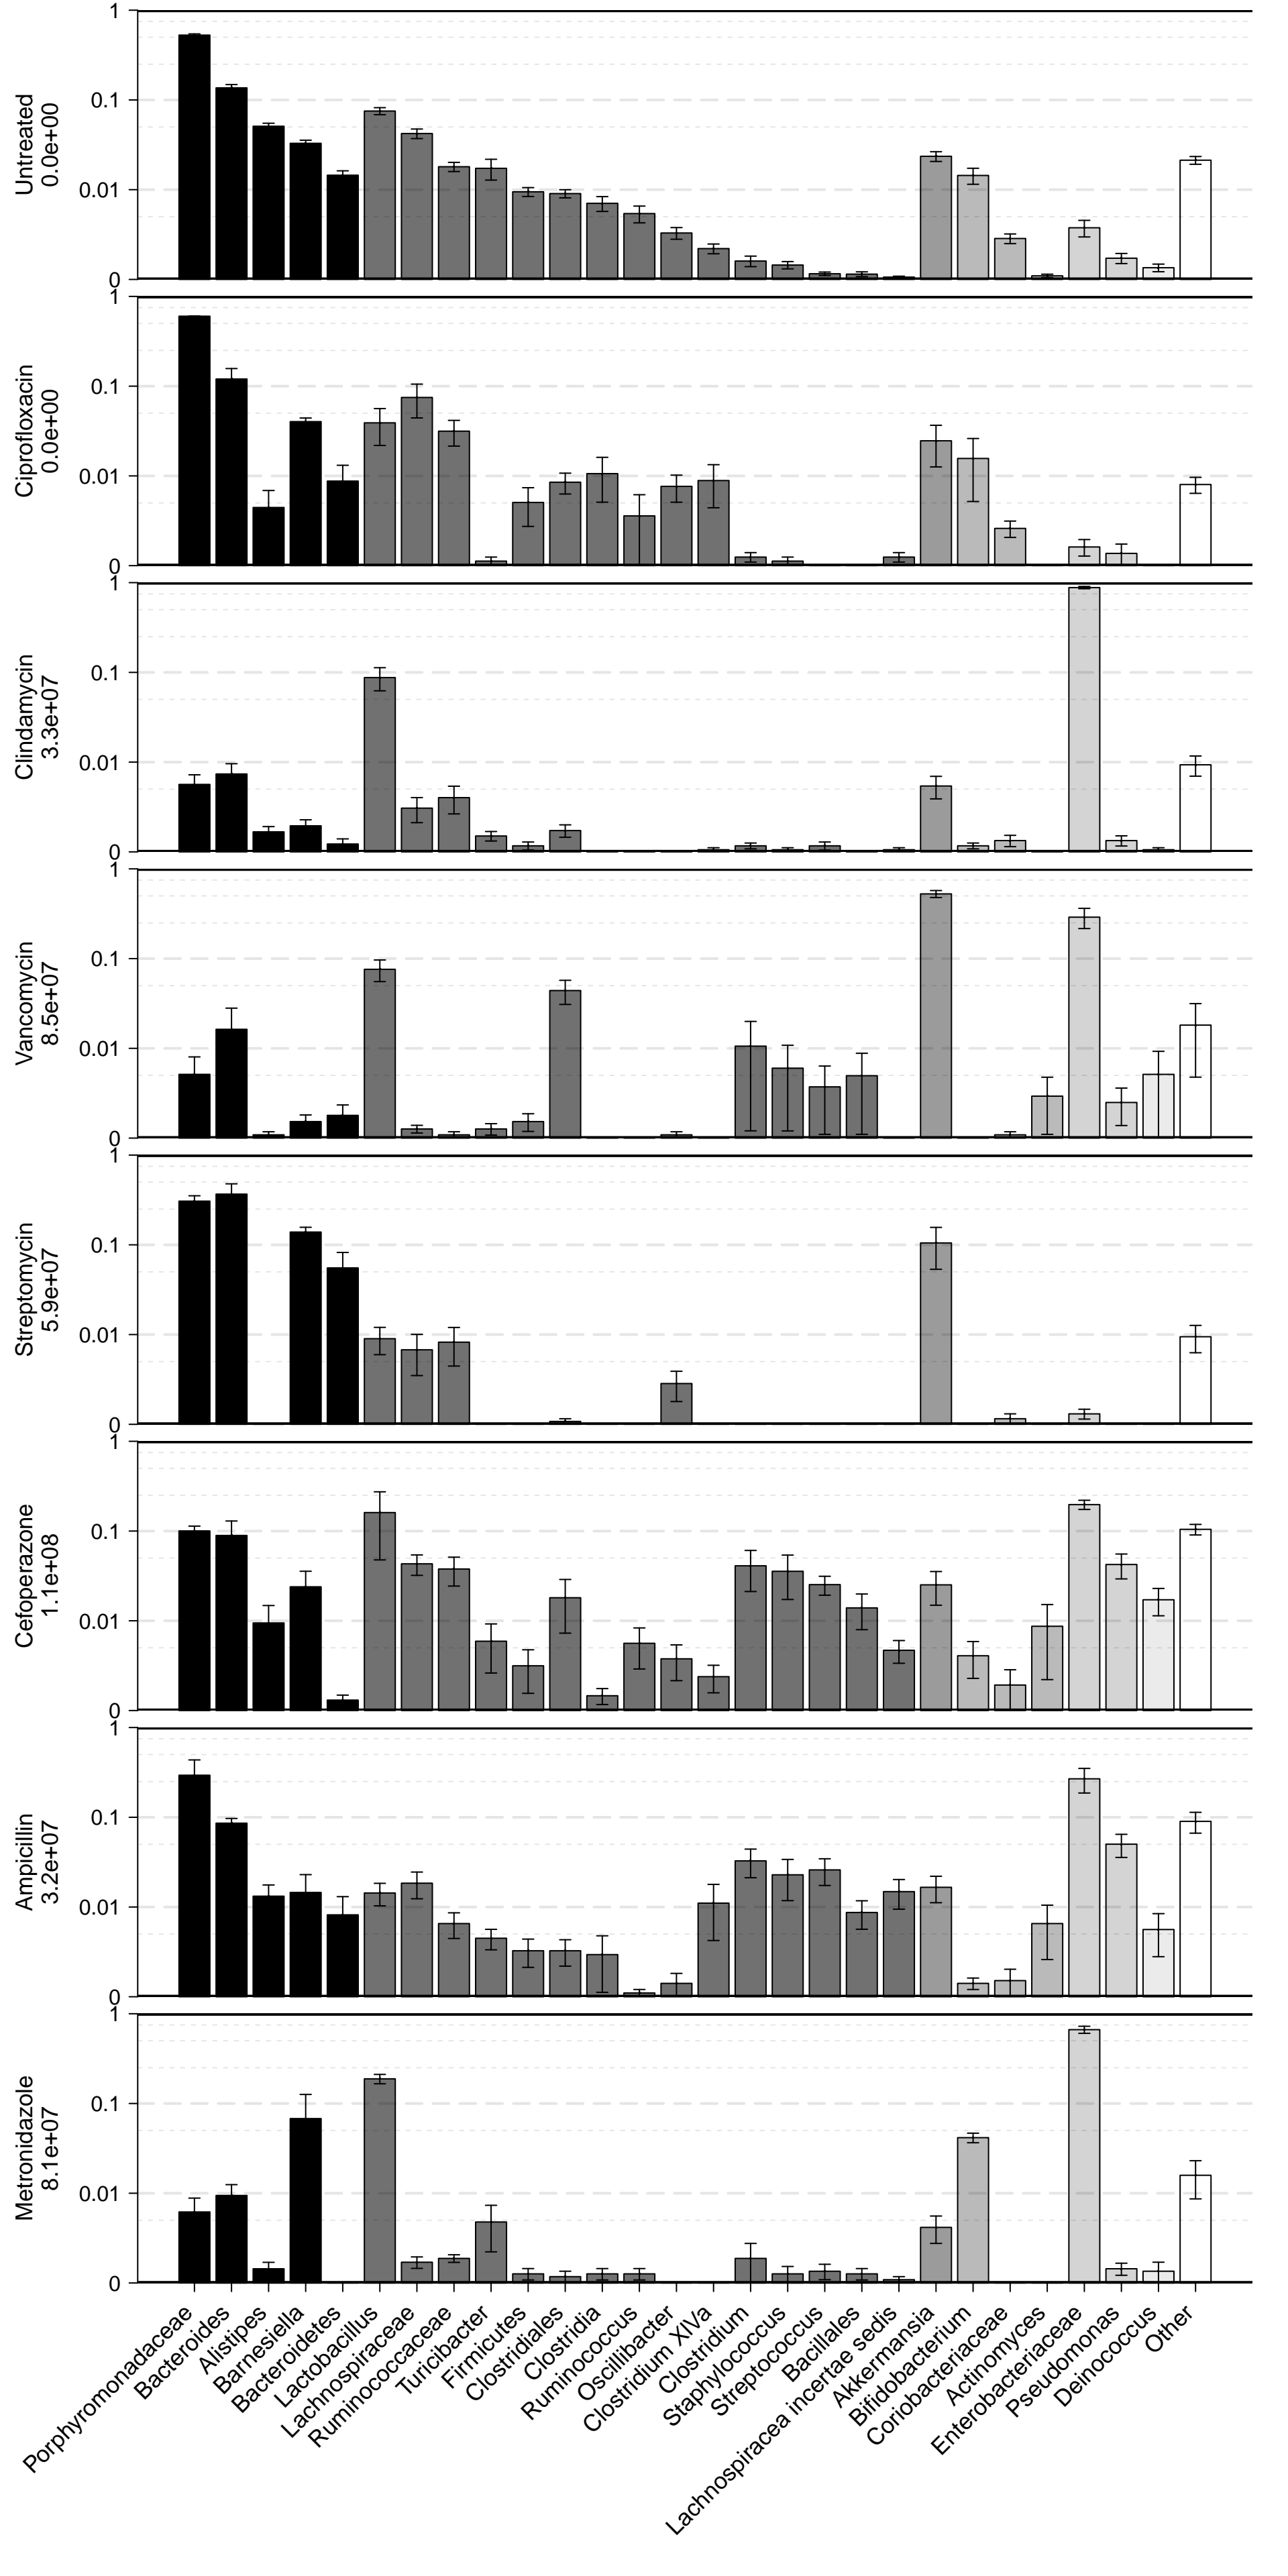 Untreated
0.0e+00
1
0.1
0.01
0
Ciprofloxacin
0.0e+00
1
0.1
0.01
0
Clindamycin
3.3e+07
1
0.1
0.01
0
Vancomycin
8.5e+07
1
0.1
0.01
0
Streptomycin
5.9e+07
1
0.1
0.01
0
Cefoperazone
1.1e+08
1
0.1
0.01
0
Ampicillin
3.2e+07
1
0.1
0.01
0
Metronidazole
8.1e+07
1
0.1
0.01
0
Porphyromonadaceae
Bacteroides
Alistipes
Barnesiella
Bacteroidetes
Lactobacillus
Lachnospiraceae
Ruminococcaceae
Turicibacter
Firmicutes
Clostridiales
Clostridia
Ruminococcus
Oscillibacter
Clostridium XIVa
Clostridium
Staphylococcus
Streptococcus
Bacillales
Lachnospiracea incertae sedis
Akkermansia
Bifidobacterium
Coriobacteriaceae
Actinomyces
Enterobacteriaceae
Pseudomonas
Deinococcus
Other